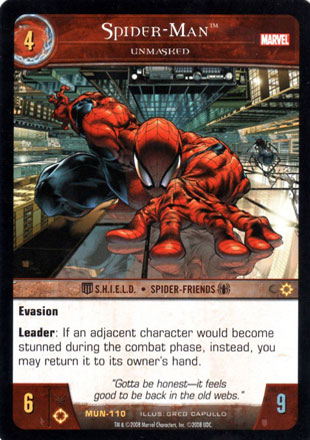 4
Spider-Man™
UNMASKED
MARVEL
S.H.I.E.L.D. • SPIDER-FRIENDS
Evasion
Leader: If an adjacent character would become
stunned during the combat phase, instead, you
may return it to its owner's hand.
"Gotta be honest—it feels
good to be back in the old webs."
6
MUN-110
ILLUS: GREG CAPULLO
9
TM & ©2008 Marvel Characters, Inc. ©2008 UDC.